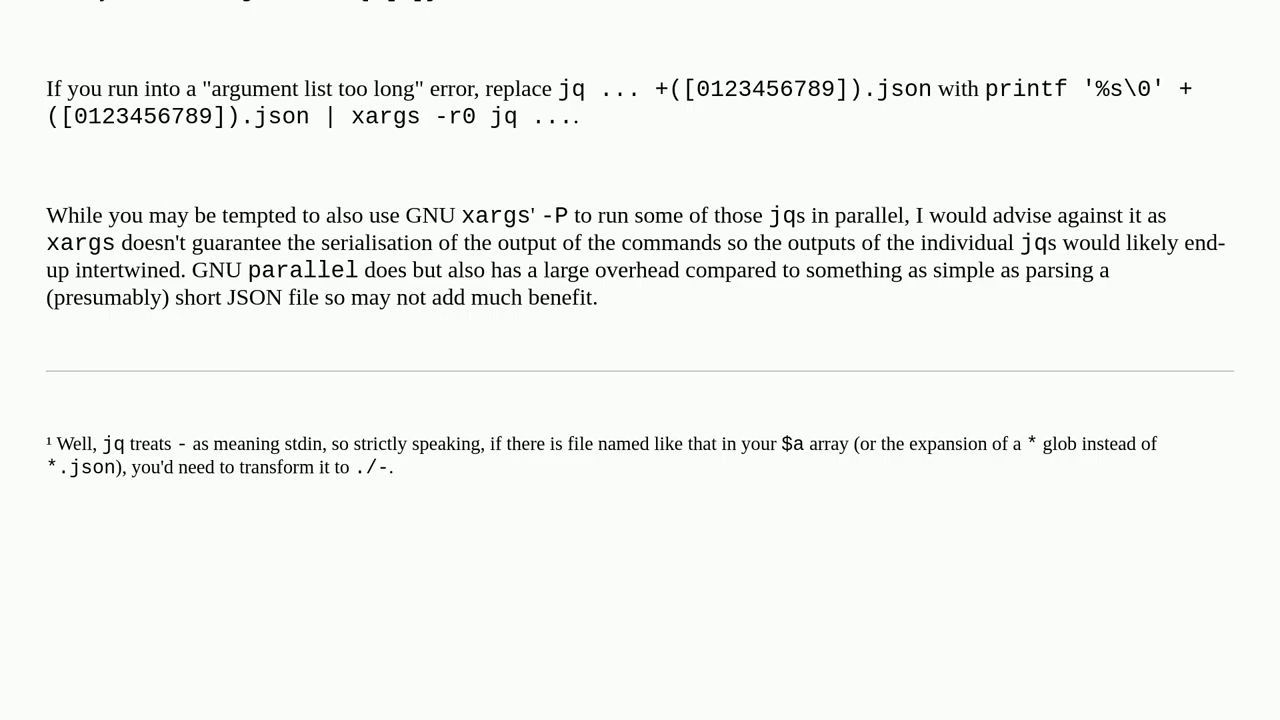 If you run into a "argument list too long" error, replace jq ... +([0123456789]).json with printf '%s\0' +
([0123456789]).json | xargs -r0 jq ....
While you may be tempted to also use GNU xargs' -P to run some of those jqs in parallel, I would advise against it as
xargs doesn't guarantee the serialisation of the output of the commands so the outputs of the individual jqs would likely end-
up intertwined. GNU parallel does but also has a large overhead compared to something as simple as parsing a
(presumably) short JSON file so may not add much benefit.
¹ Well, jq treats - as meaning stdin, so strictly speaking, if there is file named like that in your $a array (or the expansion of a * glob instead of
*.json), you'd need to transform it to ./-.